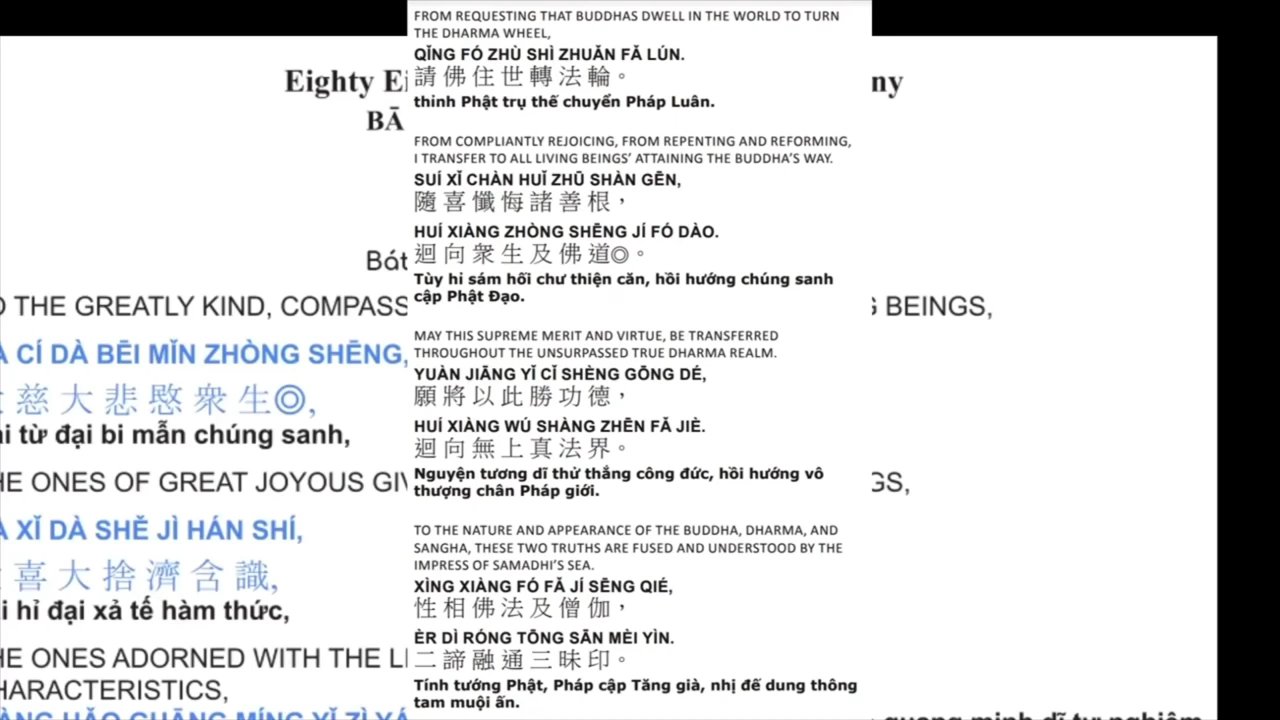 FROM REQUESTING THAT BUDDHAS DWELL IN THE WORLD TO TURN
THE DHARMA WHEEL,
QǏNG FÓ ZHÙ SHÌ ZHUǍN FǍ LÚN.
請佛住世轉法輪。
thỉnh Phật trụ thế chuyển Pháp Luân.
FROM COMPLIANTLY REJOICING, FROM REPENTING AND REFORMING,
I TRANSFER TO ALL LIVING BEINGS’ ATTAINING THE BUDDHA’S WAY.
SUÍ XǏ CHÀN HUǏ ZHŪ SHÀN GĒN,
隨喜懺悔諸善根，
HUÍ XIÀNG ZHÒNG SHĒNG JÍ FÓ DÀO.
迴向衆生及佛道◎。
Tùy hỉ sám hối chư thiện căn, hồi hướng chúng sanh
cập Phật Đạo.
MAY THIS SUPREME MERIT AND VIRTUE, BE TRANSFERRED
THROUGHOUT THE UNSURPASSED TRUE DHARMA REALM.
YUÀN JIĀNG YǏ CǏ SHÈNG GŌNG DÉ,
願將以此勝功德，
HUÍ XIÀNG WÚ SHÀNG ZHĒN FǍ JIÈ.
迴向無上真法界。
Nguyện tương dĩ thử thắng công đức, hồi hướng vô
thượng chân Pháp giới.
TO THE NATURE AND APPEARANCE OF THE BUDDHA, DHARMA, AND
SANGHA, THESE TWO TRUTHS ARE FUSED AND UNDERSTOOD BY THE
IMPRESS OF SAMADHI’S SEA.
XÌNG XIÀNG FÓ FǍ JÍ SĒNG QIÉ,
性相佛法及僧伽，
ÈR DÌ RÓNG TŌNG SĀN MÈI YÌN.
二諦融通三昧印。
Tính tướng Phật, Pháp cập Tăng già, nhị đế dung thông
tam muội ấn.
Eighty
BĀ
Bát
THE GREATLY KIND, BEINGS,
CÍ DÀ BĒI MǏN ZHÒNG SHĒNG,
慈大悲愍衆生◎,
từ đại bi mẫn chúng sanh,
ONES OF GREAT JOYOUS
XǏ DÀ SHĚ JÌ HÁN SHÍ,
喜大捨濟含識,
hỉ đại xả tế hàm thức,
ONES ADORNED WITH THE
HARACTERISTICS,